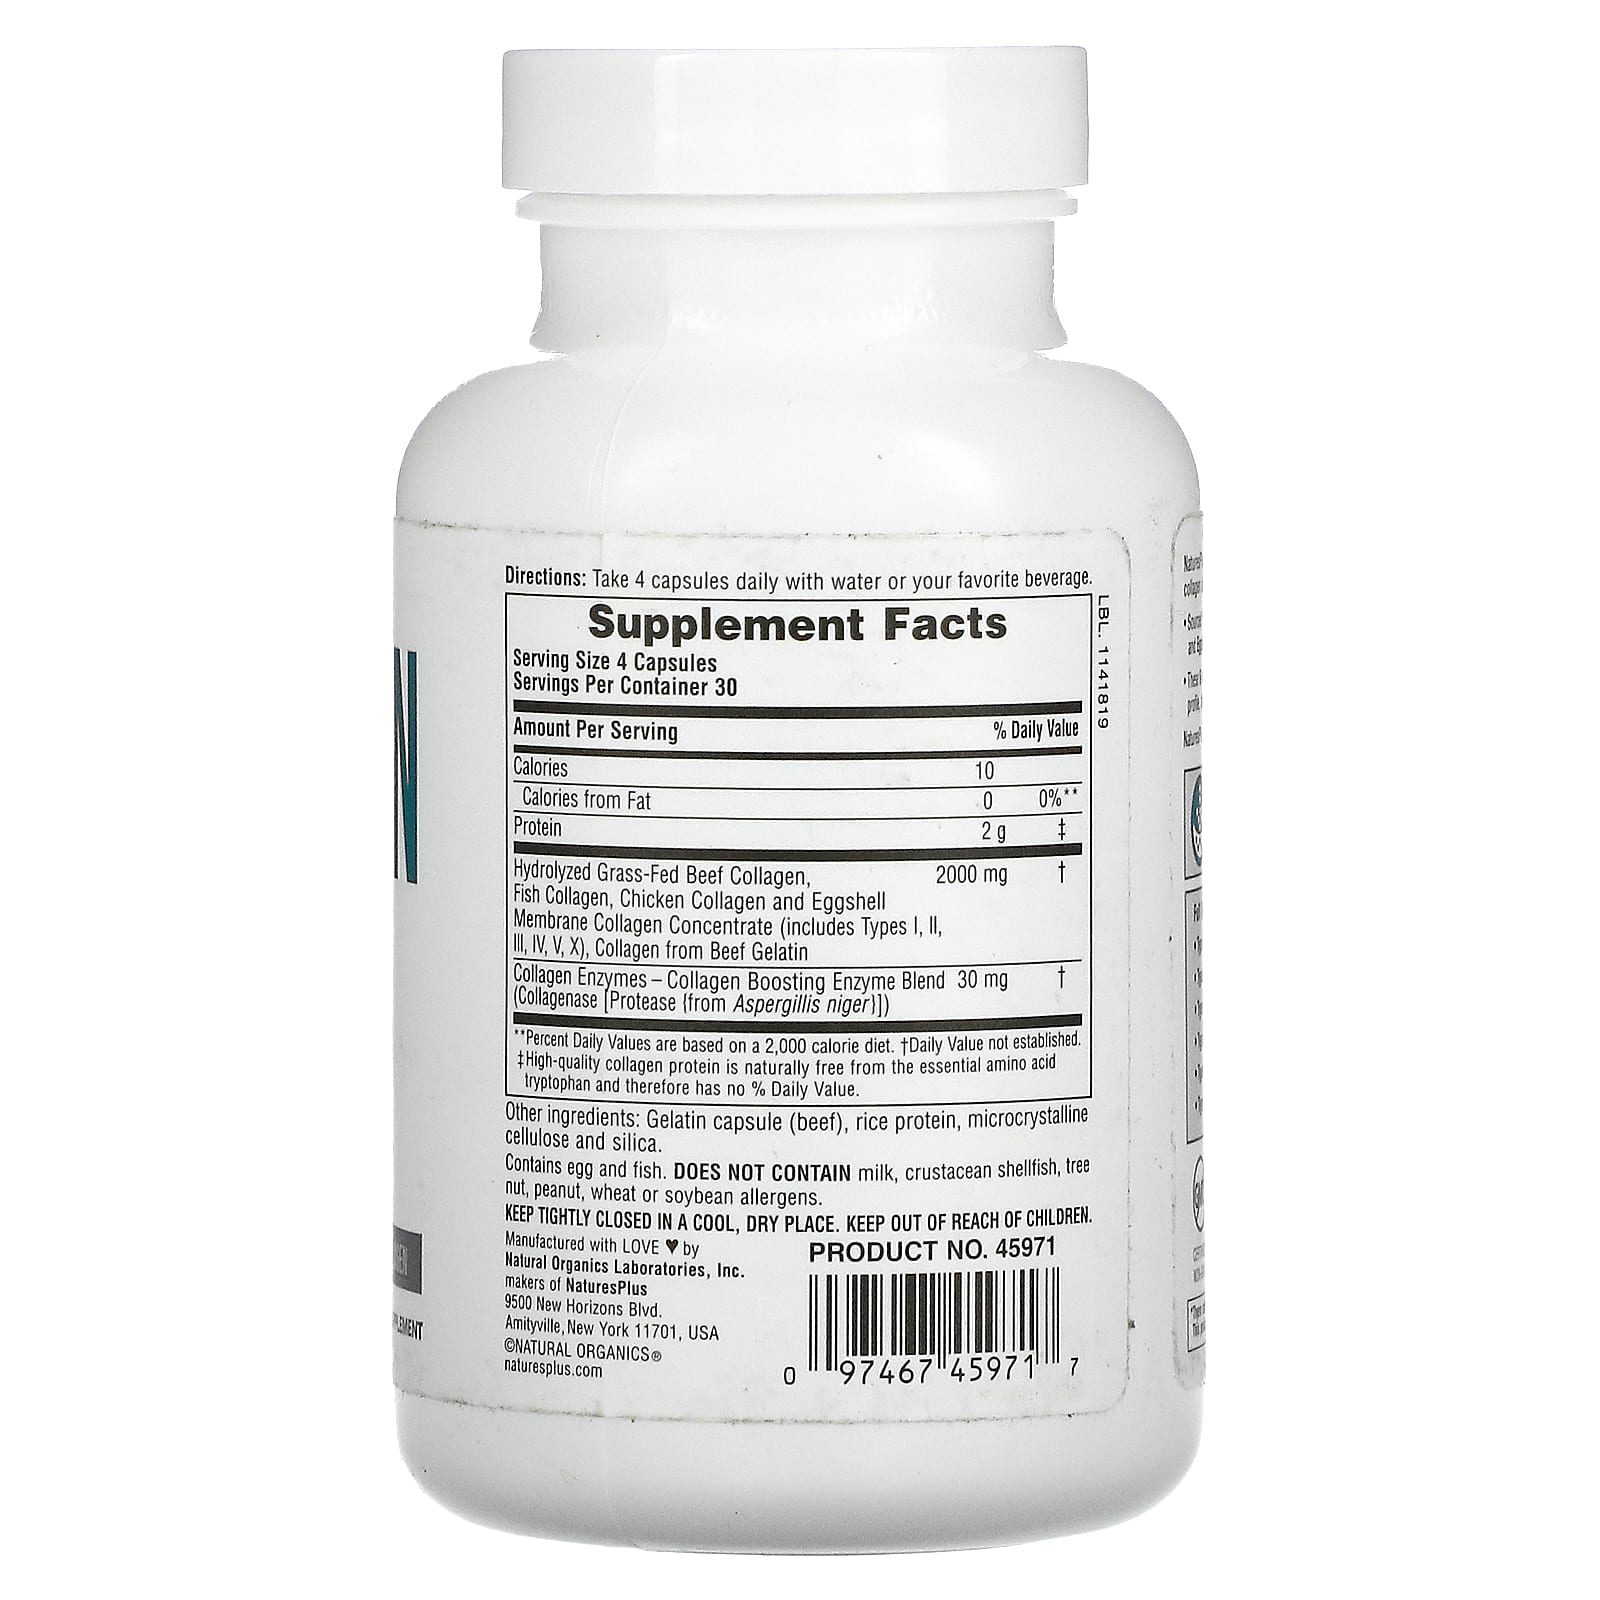 Directions: Take 4 capsules daily with water or your favorite beverage.
Supplement Facts
Serving Size 4 Capsules
Servings Per Container 30
Amount Per Serving % Daily Value
Calories 10
Calories from Fat 0 0%**
Protein 2 g ‡
Hydrolyzed Grass-Fed Beef Collagen, 2000 mg †
Fish Collagen, Chicken Collagen and Eggshell
Membrane Collagen Concentrate (includes Types I, II,
III, IV, V, X), Collagen from Beef Gelatin
Collagen Enzymes – Collagen Boosting Enzyme Blend 30 mg †
(Collagenase [Protease {from Aspergillis niger}])
**Percent Daily Values are based on a 2,000 calorie diet. †Daily Value not established.
‡High-quality collagen protein is naturally free from the essential amino acid
tryptophan and therefore has no % Daily Value.
LBL. 1141819
Other ingredients: Gelatin capsule (beef), rice protein, microcrystalline
cellulose and silica.
Contains egg and fish. DOES NOT CONTAIN milk, crustacean shellfish, tree
nut, peanut, wheat or soybean allergens.
KEEP TIGHTLY CLOSED IN A COOL, DRY PLACE. KEEP OUT OF REACH OF CHILDREN.
Manufactured with LOVE ♥ by
Natural Organics Laboratories, Inc.
makers of NaturesPlus
9500 New Horizons Blvd.
Amityville, New York 11701, USA
©NATURAL ORGANICS®
naturesplus.com
PRODUCT NO. 45971
0 97467 45971 7
N